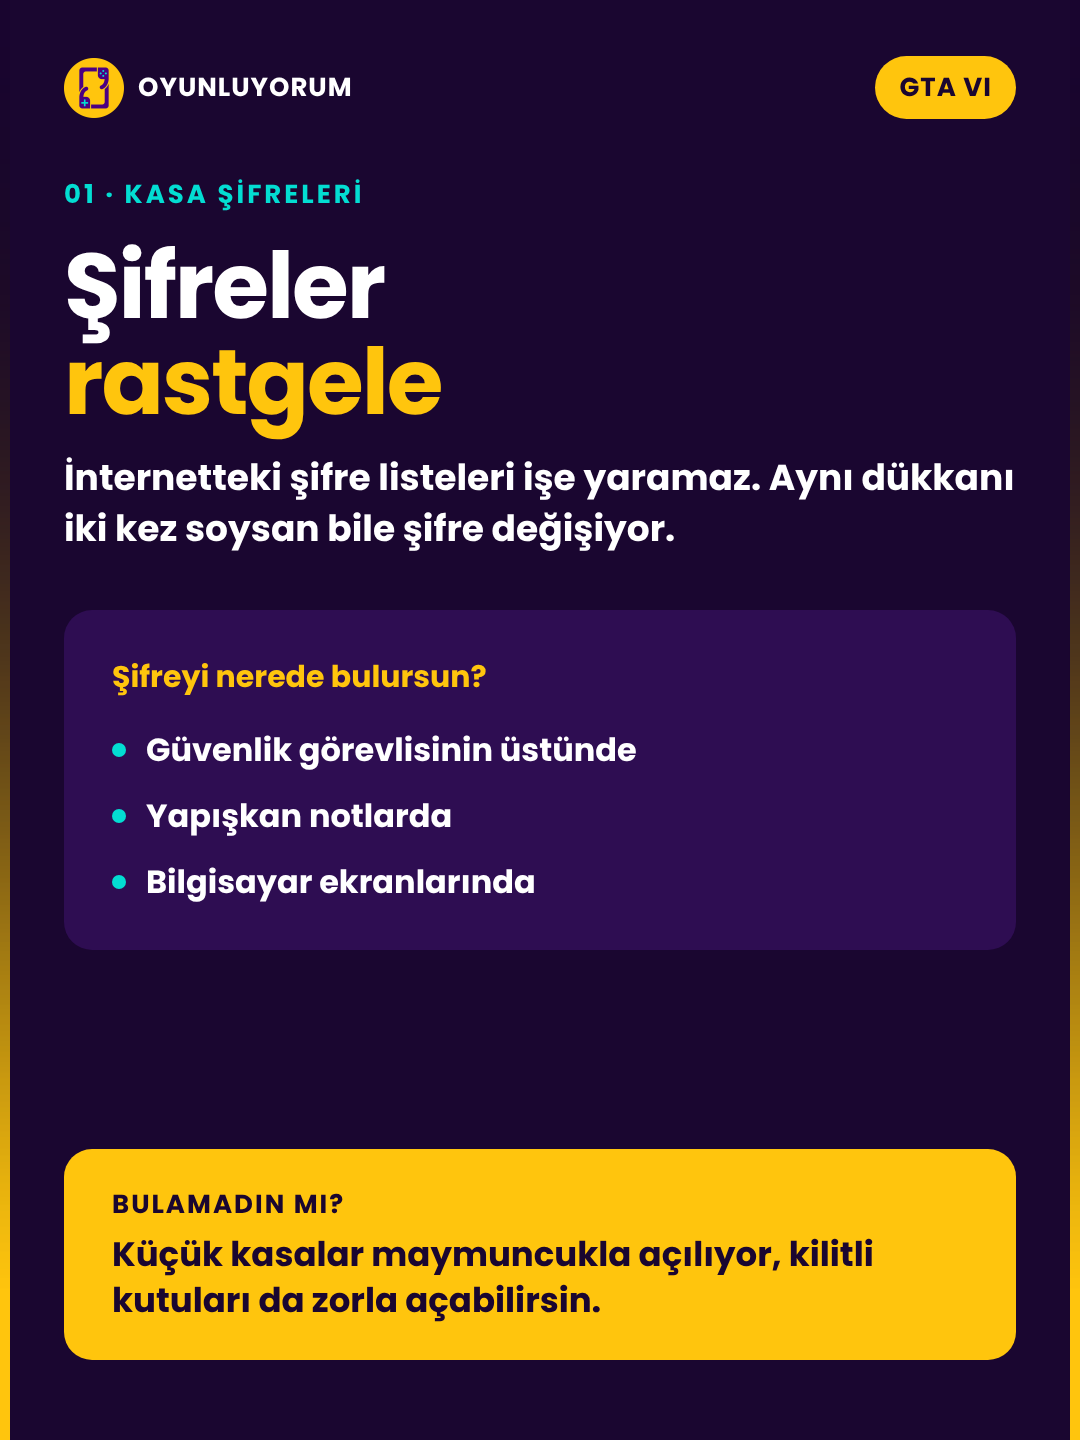 OYUNLUYORUM
GTA VI
01 · KASA ŞİFRELERİ
Şifreler
rastgele
İnternetteki şifre listeleri işe yaramaz. Aynı dükkanı
iki kez soysan bile şifre değişiyor.
Şifreyi nerede bulursun?
Güvenlik görevlisinin üstünde
Yapışkan notlarda
Bilgisayar ekranlarında
BULAMADIN MI?
Küçük kasalar maymuncukla açılıyor, kilitli
kutuları da zorla açabilirsin.